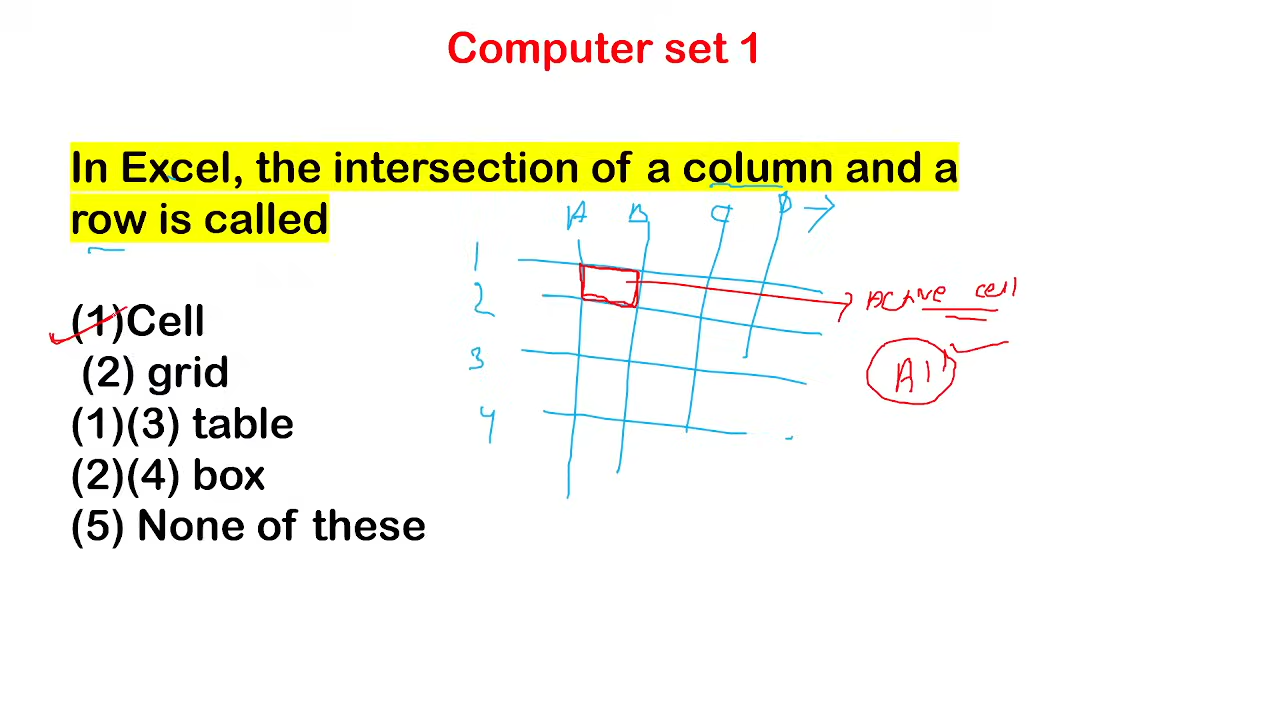 Computer set 1
In Excel, the intersection of a column and a
row is called
A B C D
1
2
Active cell
(1)Cell
3
A1
(2) grid
(1)(3) table
4
(2)(4) box
(5) None of these